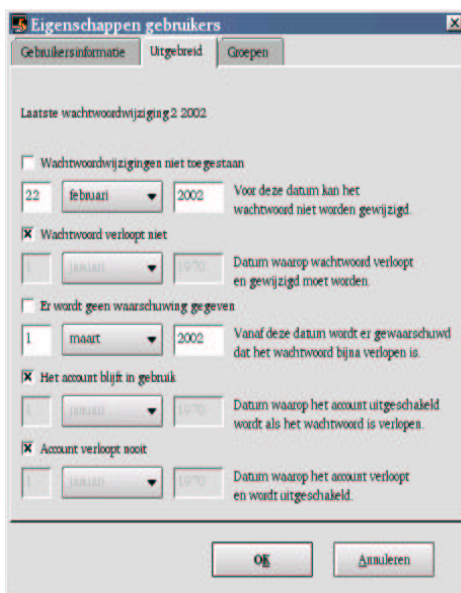 Eigenschappen gebruikers
Gebruikersinformatie Uitgebreid Groepen
Laatste wachtwoordwijziging 2 2002
Wachtwoordwijzigingen niet toegestaan
22 februari 2002 Voor deze datum kan het
wachtwoord niet worden gewijzigd.
Wachtwoord verloopt niet
1 januari 1970 Datum waarop wachtwoord verloopt
en gewijzigd moet worden.
Er wordt geen waarschuwing gegeven
1 maart 2002 Vanaf deze datum wordt er gewaarschuwd
dat het wachtwoord bijna verlopen is.
Het account blijft in gebruik
1 januari 1970 Datum waarop het account uitgeschakeld
wordt als het wachtwoord is verlopen.
Account verloopt nooit
1 januari 1970 Datum waarop het account verloopt
en wordt uitgeschakeld.
OK Annuleren